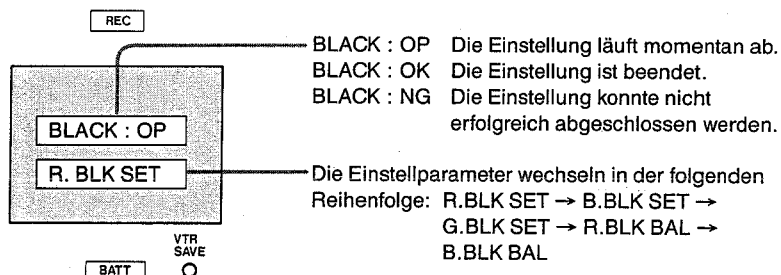 REC
BLACK : OP Die Einstellung läuft momentan ab.
BLACK : OK Die Einstellung ist beendet.
BLACK : NG Die Einstellung konnte nicht
erfolgreich abgeschlossen werden.
BLACK : OP
R. BLK SET
Die Einstellparameter wechseln in der folgenden
Reihenfolge: R.BLK SET → B.BLK SET →
G.BLK SET → R.BLK BAL →
B.BLK BAL
VTR
SAVE
BATT